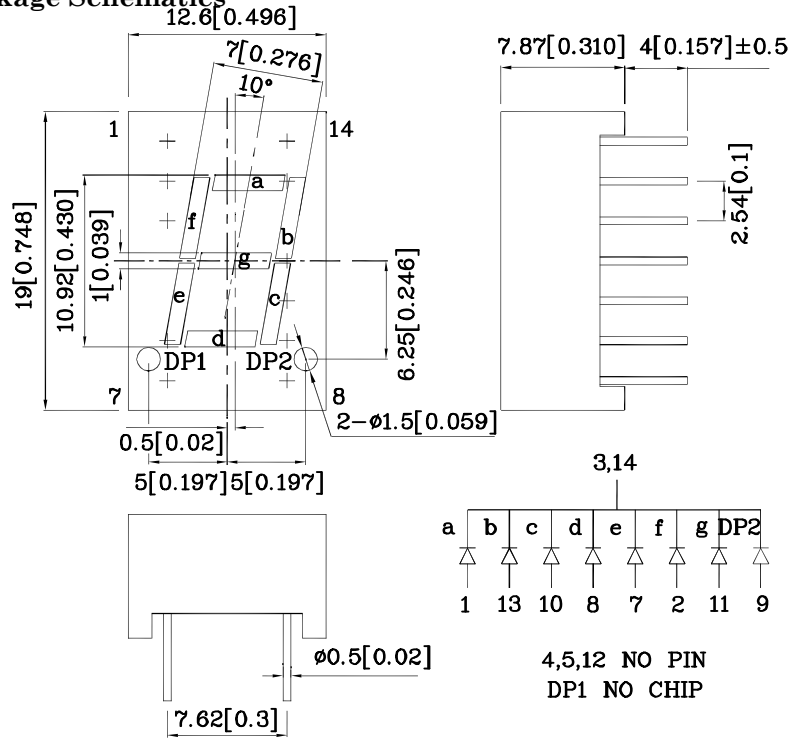 kage Schematics
12.6[0.496]
7[0.276]
10°
1
14
a
f
b
g
e
c
d
DP1
DP2
7
8
19[0.748]
10.92[0.430]
1[0.039]
6.25[0.246]
2-ø1.5[0.059]
0.5[0.02]
5[0.197]
5[0.197]
7.87[0.310]
4[0.157]±0.5
2.54[0.1]
ø0.5[0.02]
7.62[0.3]
3,14
a b c d e f g DP2
1 13 10 8 7 2 11 9
4,5,12 NO PIN
DP1 NO CHIP